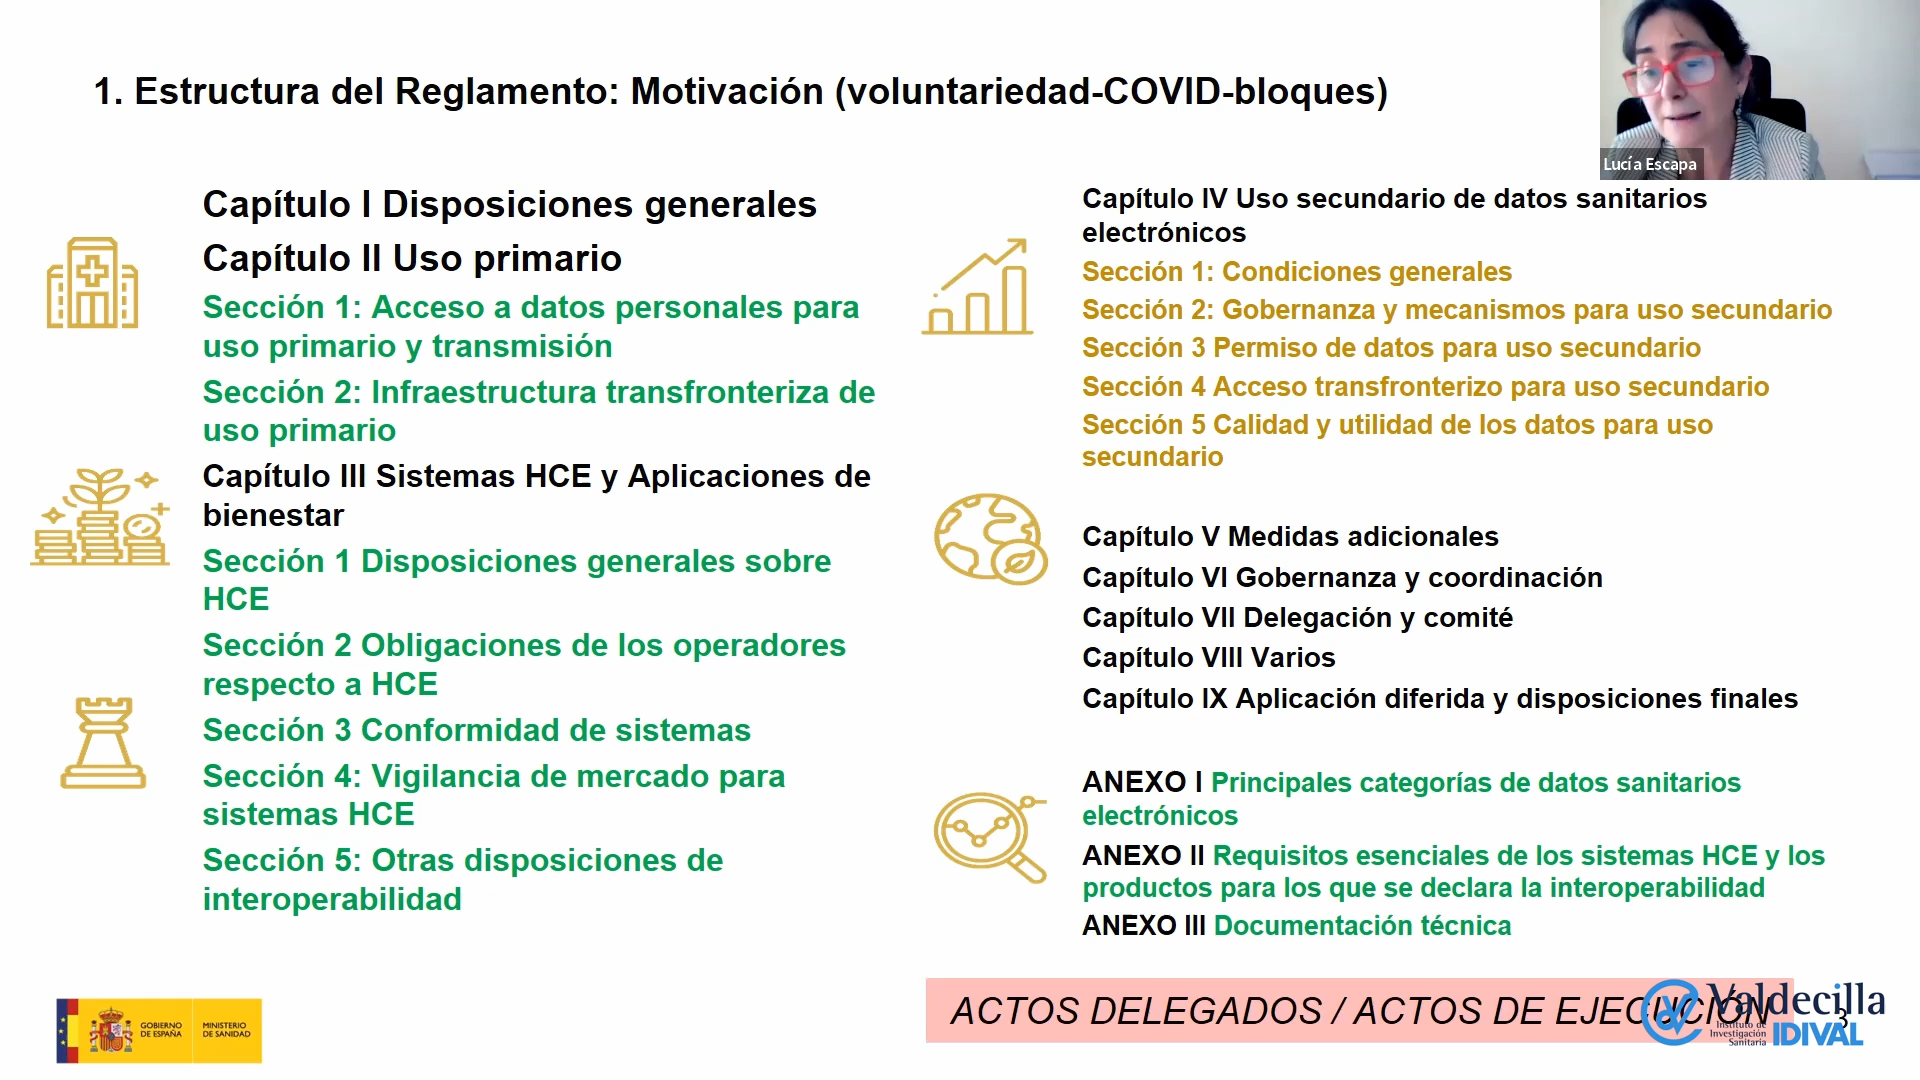 1. Estructura del Reglamento: Motivación (voluntariedad-COVID-bloques)
Lucía Escapa
Capítulo I Disposiciones generales
Capítulo II Uso primario
Sección 1: Acceso a datos personales para
uso primario y transmisión
Sección 2: Infraestructura transfronteriza de
uso primario
Capítulo III Sistemas HCE y Aplicaciones de
bienestar
Sección 1 Disposiciones generales sobre
HCE
Sección 2 Obligaciones de los operadores
respecto a HCE
Sección 3 Conformidad de sistemas
Sección 4: Vigilancia de mercado para
sistemas HCE
Sección 5: Otras disposiciones de
interoperabilidad
Capítulo IV Uso secundario de datos sanitarios
electrónicos
Sección 1: Condiciones generales
Sección 2: Gobernanza y mecanismos para uso secundario
Sección 3 Permiso de datos para uso secundario
Sección 4 Acceso transfronterizo para uso secundario
Sección 5 Calidad y utilidad de los datos para uso
secundario
Capítulo V Medidas adicionales
Capítulo VI Gobernanza y coordinación
Capítulo VII Delegación y comité
Capítulo VIII Varios
Capítulo IX Aplicación diferida y disposiciones finales
ANEXO I Principales categorías de datos sanitarios
electrónicos
ANEXO II Requisitos esenciales de los sistemas HCE y los
productos para los que se declara la interoperabilidad
ANEXO III Documentación técnica
ACTOS DELEGADOS / ACTOS DE EJECUCIÓN
GOBIERNO
DE ESPAÑA
MINISTERIO
DE SANIDAD
Valdecilla
Instituto de
Investigación
Sanitaria
IDIVAL
3